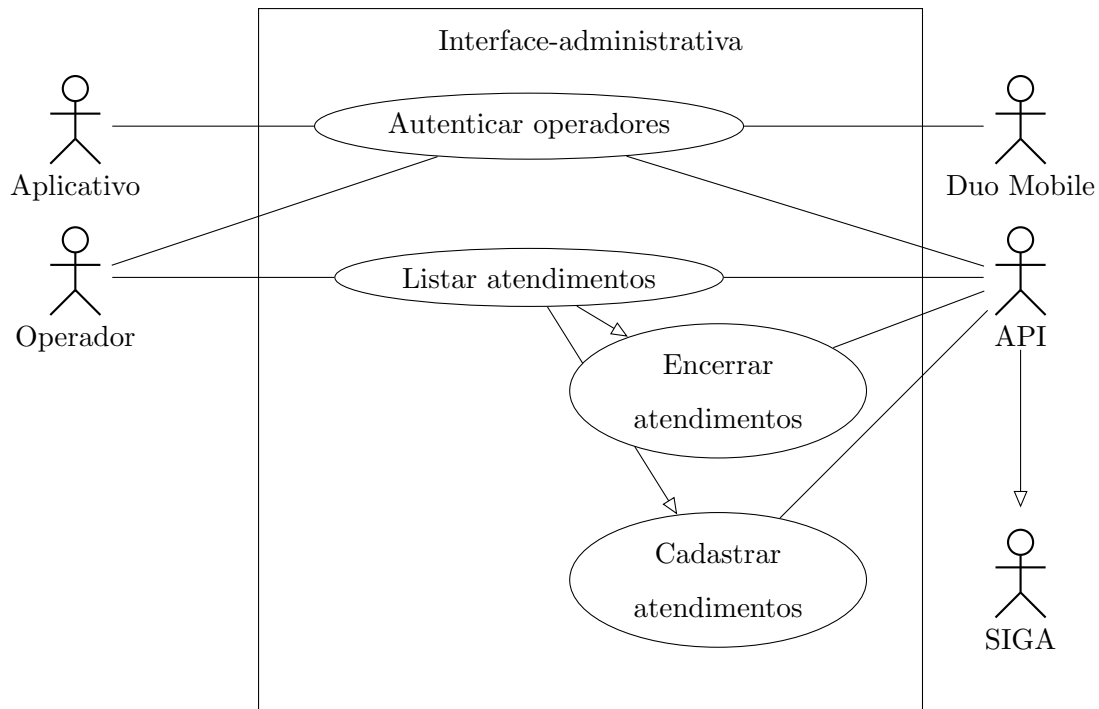 Interface-administrativa
Autenticar operadores
Aplicativo
Duo Mobile
Listar atendimentos
Operador
API
Encerrar
atendimentos
Cadastrar
atendimentos
SIGA